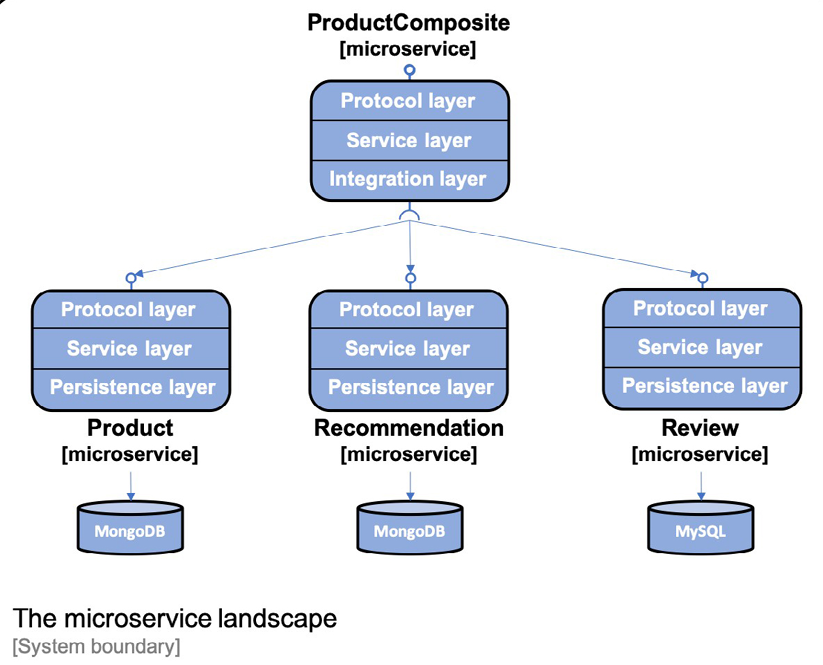 ProductComposite
[microservice]
Protocol layer
Service layer
Integration layer
Protocol layer
Service layer
Persistence layer
Product
[microservice]
MongoDB
Protocol layer
Service layer
Persistence layer
Recommendation
[microservice]
MongoDB
Protocol layer
Service layer
Persistence layer
Review
[microservice]
MySQL
The microservice landscape
[System boundary]